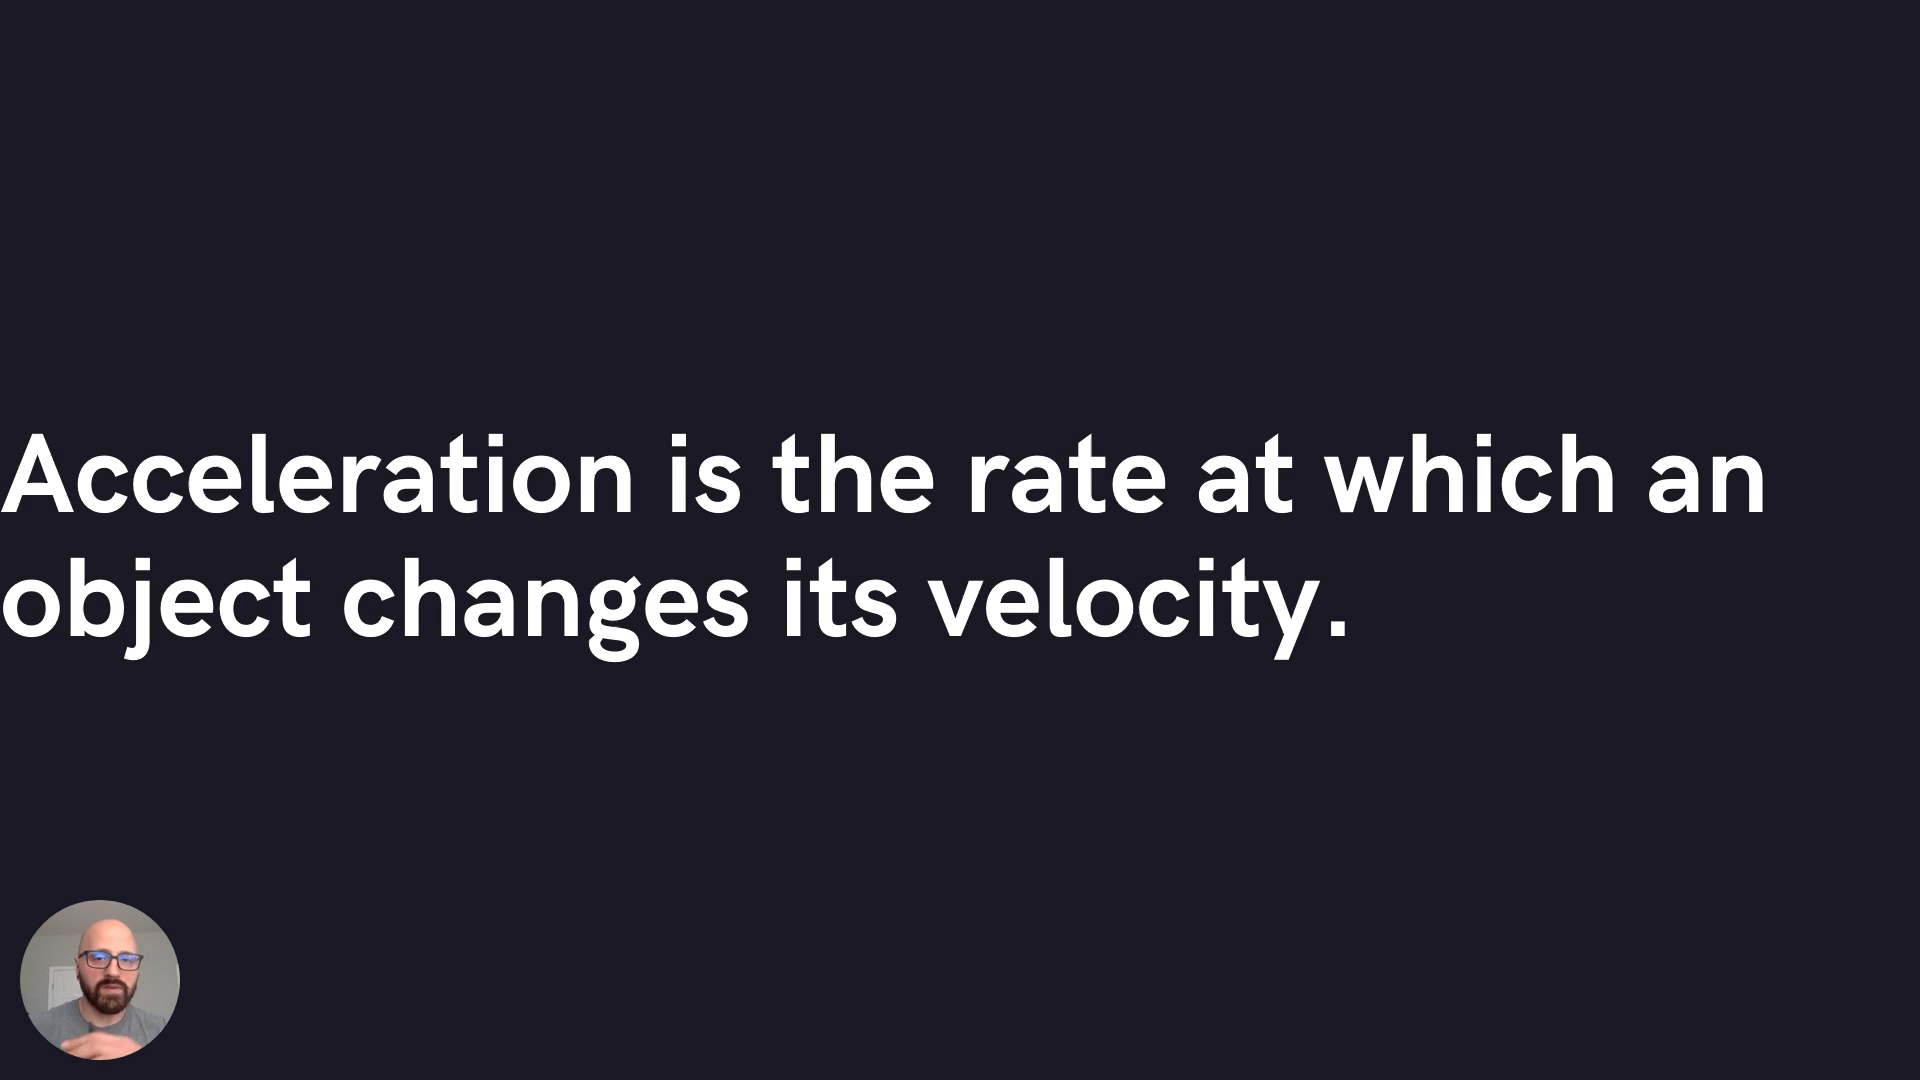 Acceleration is the rate at which an
object changes its velocity.